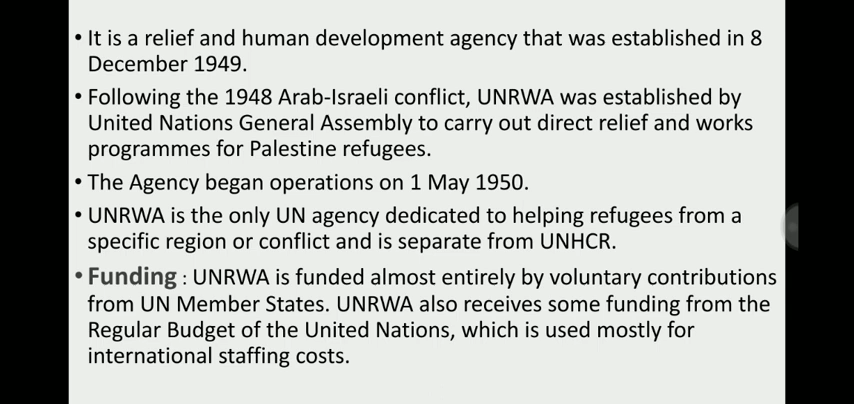 • It is a relief and human development agency that was established in 8
December 1949.
• Following the 1948 Arab-Israeli conflict, UNRWA was established by
United Nations General Assembly to carry out direct relief and works
programmes for Palestine refugees.
• The Agency began operations on 1 May 1950.
• UNRWA is the only UN agency dedicated to helping refugees from a
specific region or conflict and is separate from UNHCR.
• Funding : UNRWA is funded almost entirely by voluntary contributions
from UN Member States. UNRWA also receives some funding from the
Regular Budget of the United Nations, which is used mostly for
international staffing costs.